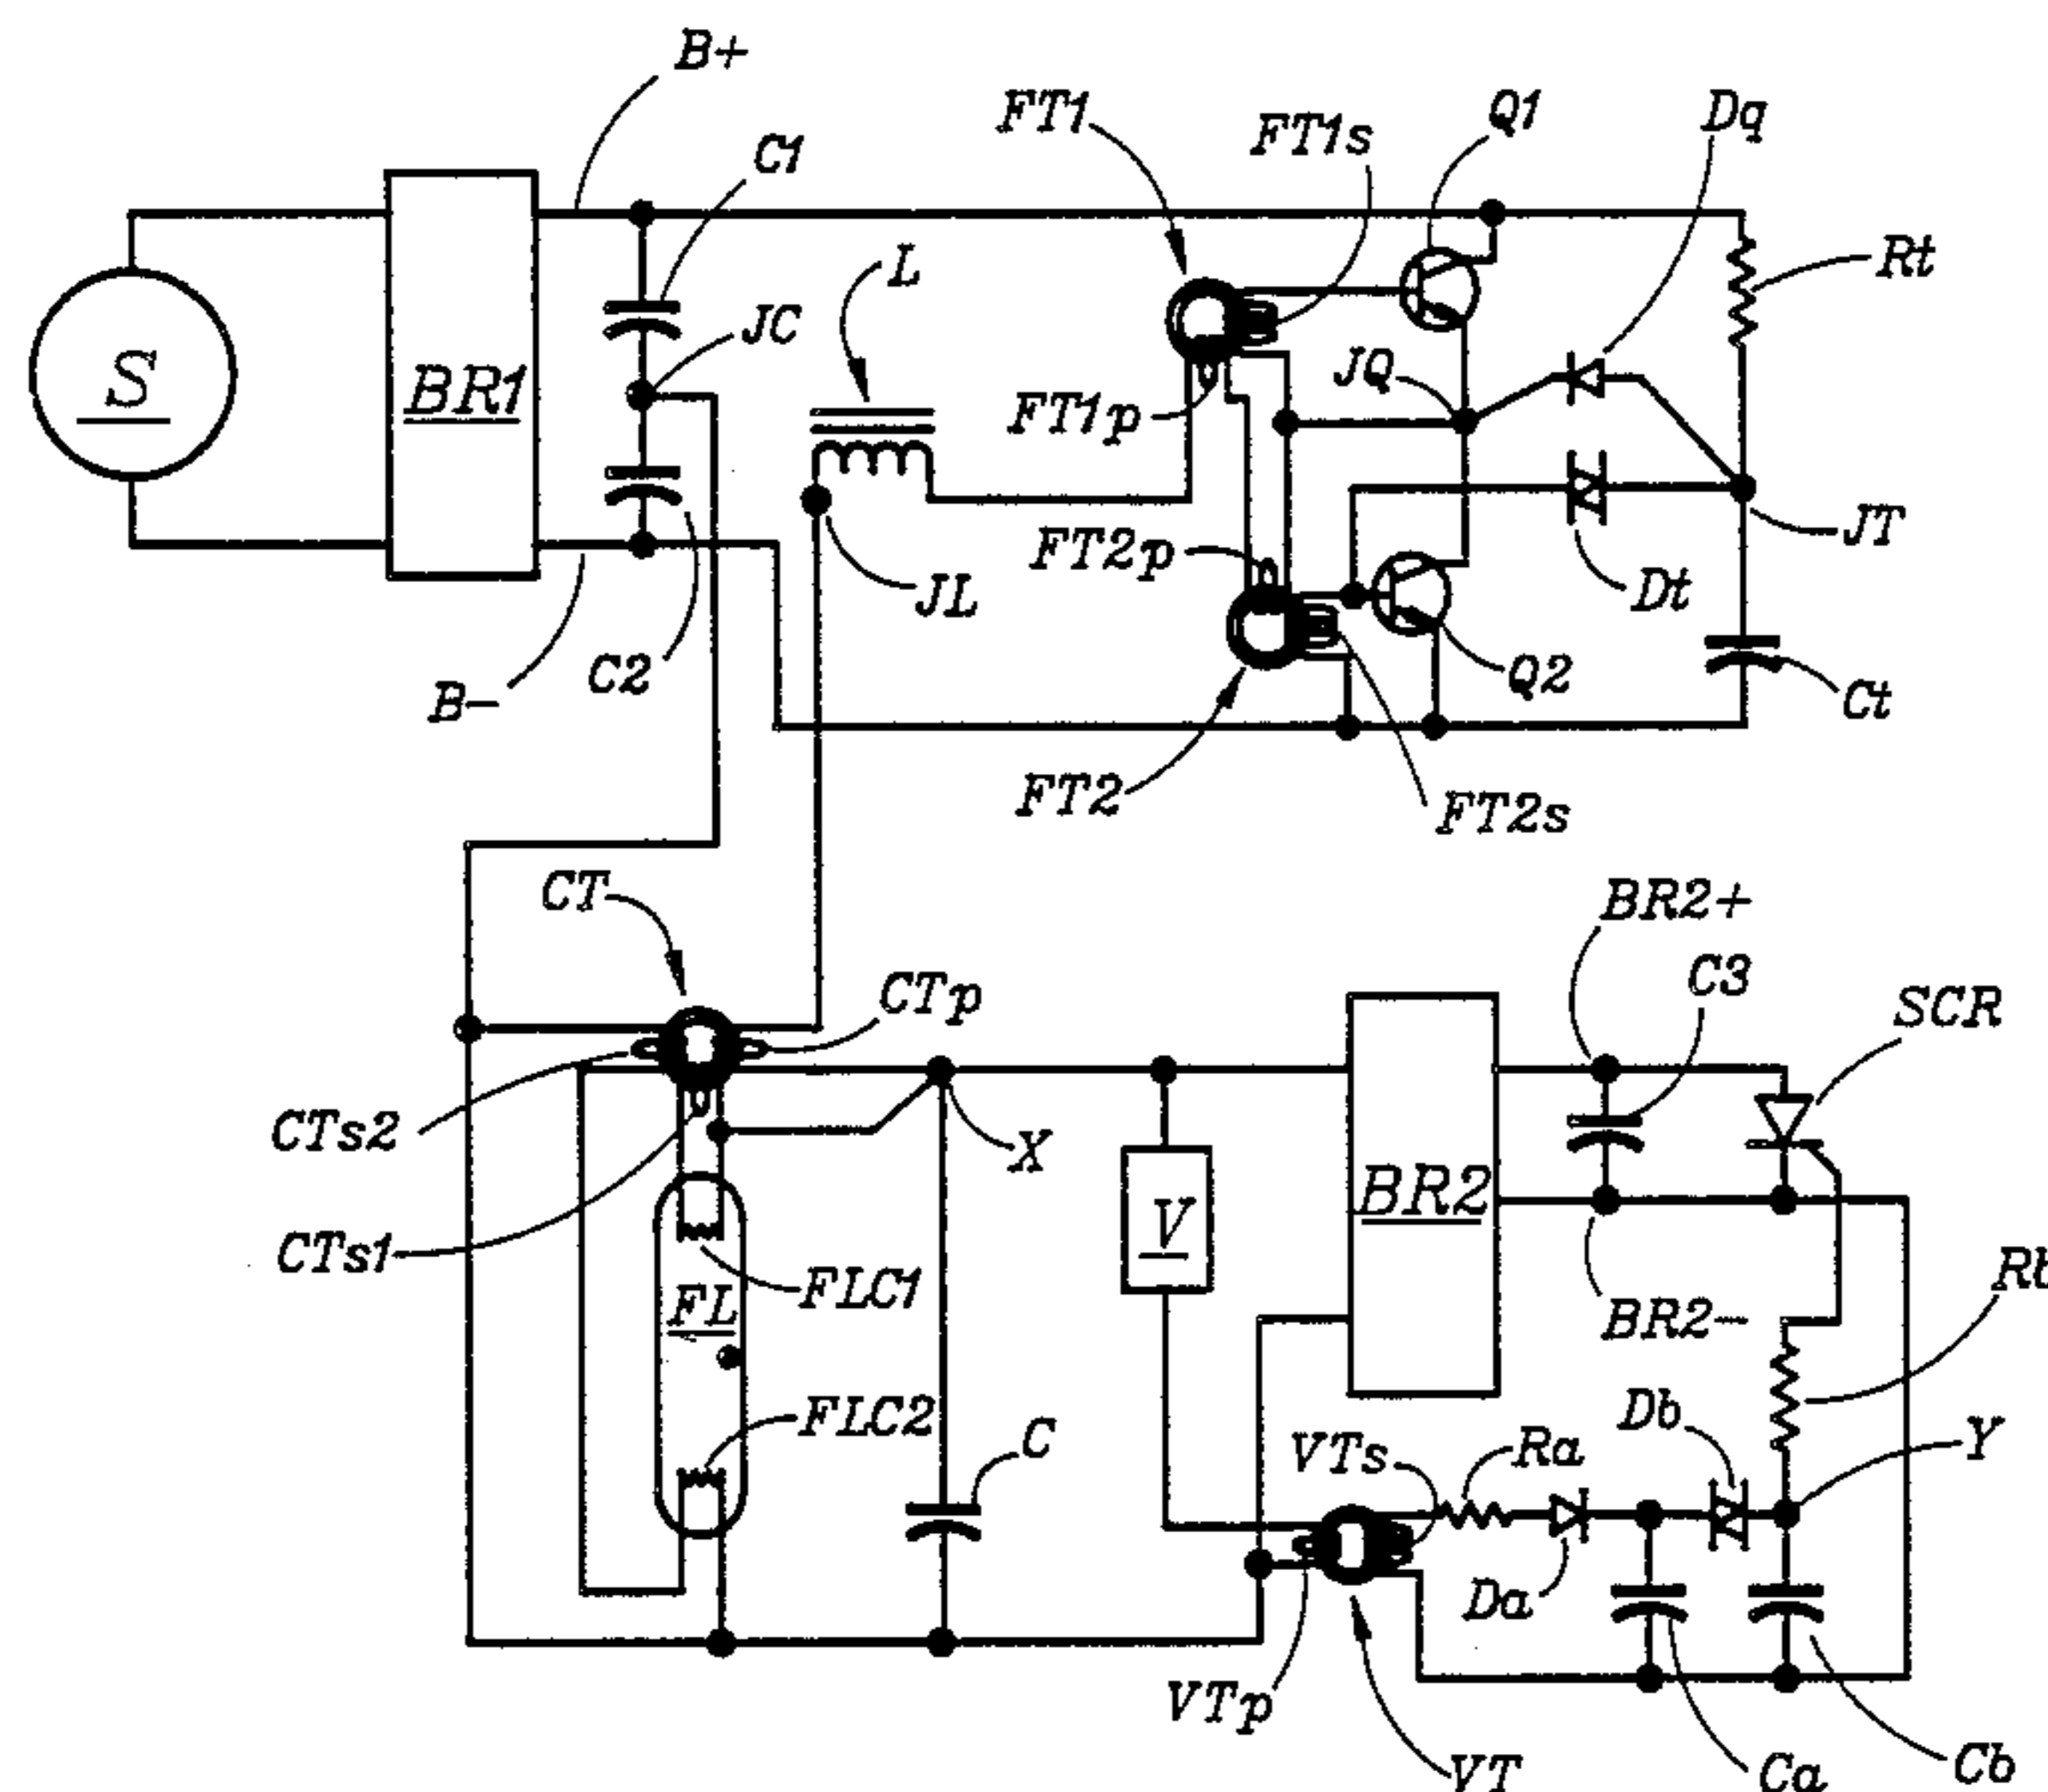 B+
C1
FT1
FT1s
Q1
Dq
L
JC
Rt
S
BR1
JQ
FT1p
FT2p
JT
JL
Dt
C2
B-
Q2
Ct
FT2
FT2s
CT
BR2+
C3
CTp
SCR
CTs2
X
V
BR2
CTs1
FLC1
FL
BR2-
Rb
FLC2
C
Db
Y
VTs
Ra
Da
VTp
VT
Ca
Cb